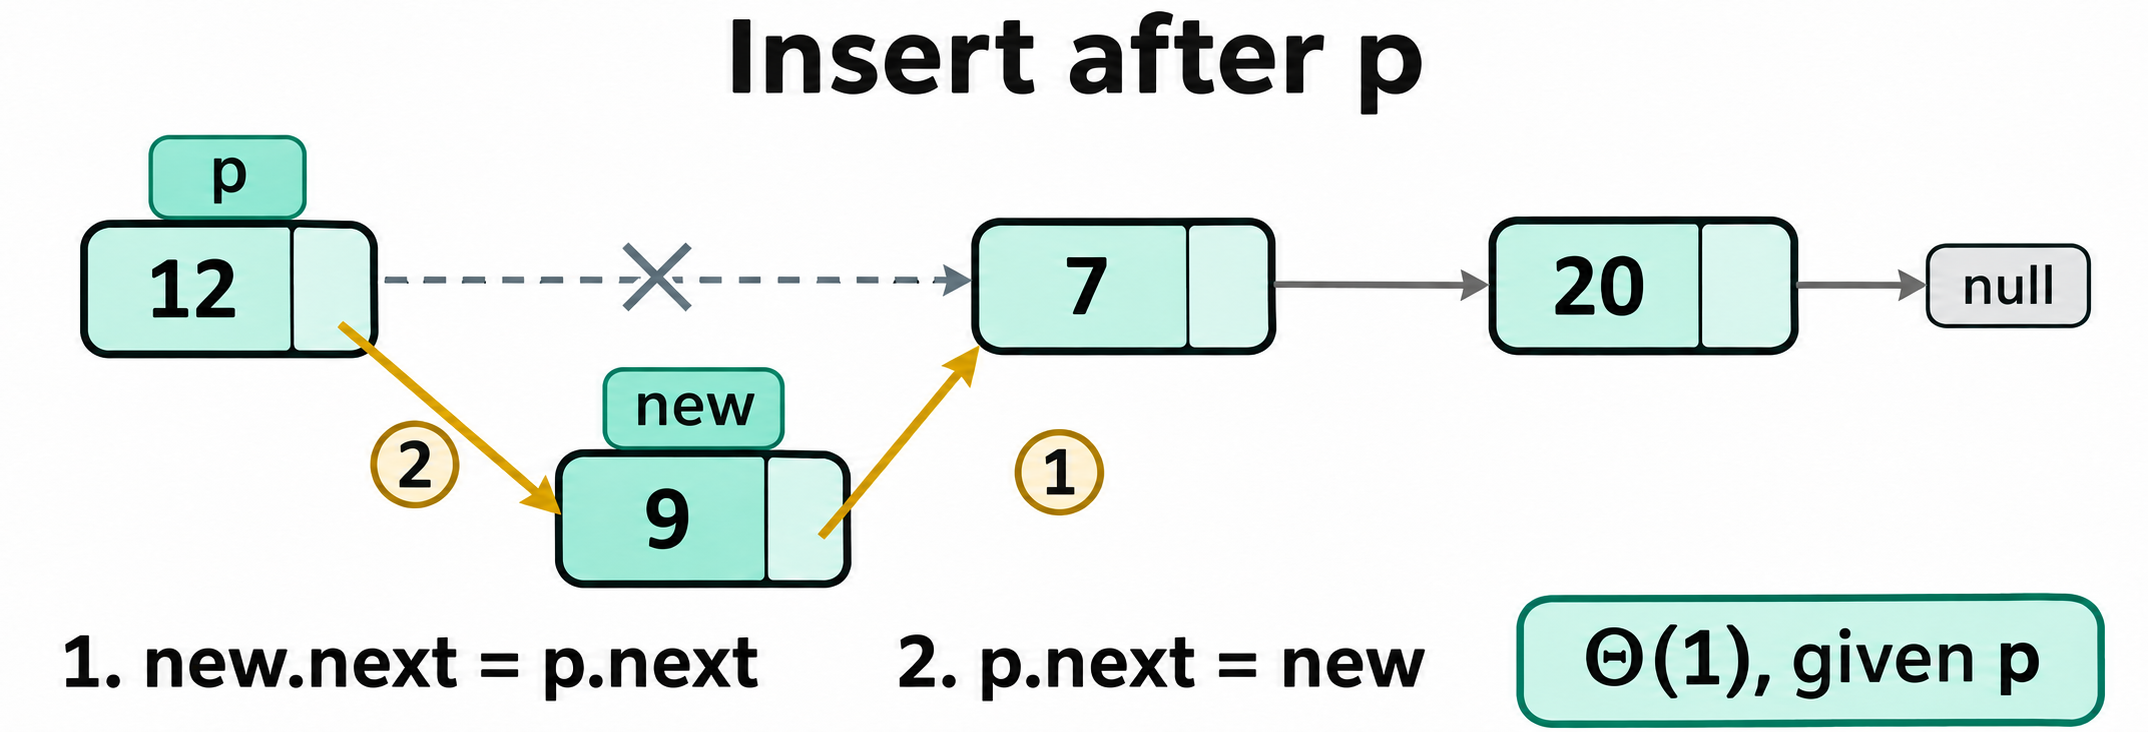 Insert after p
p
12
7
20
null
new
2
1
9
1. new.next = p.next
2. p.next = new
Θ(1), given p